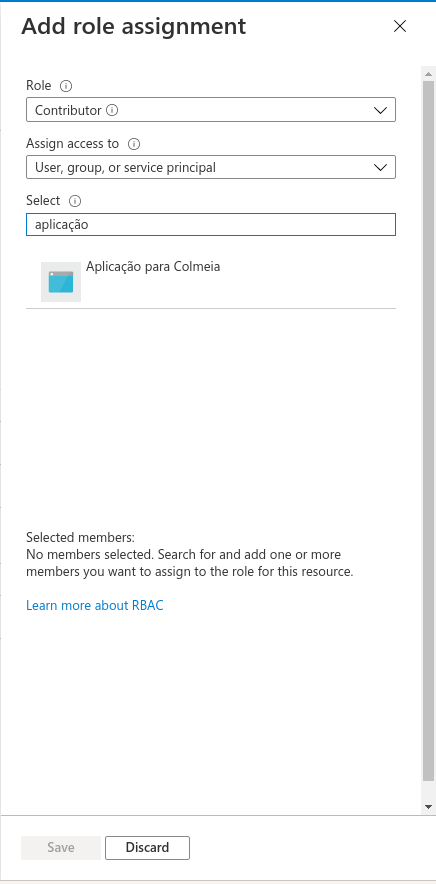 Add role assignment
Role
Contributor
Assign access to
User, group, or service principal
Select
aplicação
Aplicação para Colmeia
Selected members:
No members selected. Search for and add one or more
members you want to assign to the role for this resource.
Learn more about RBAC
Save
Discard